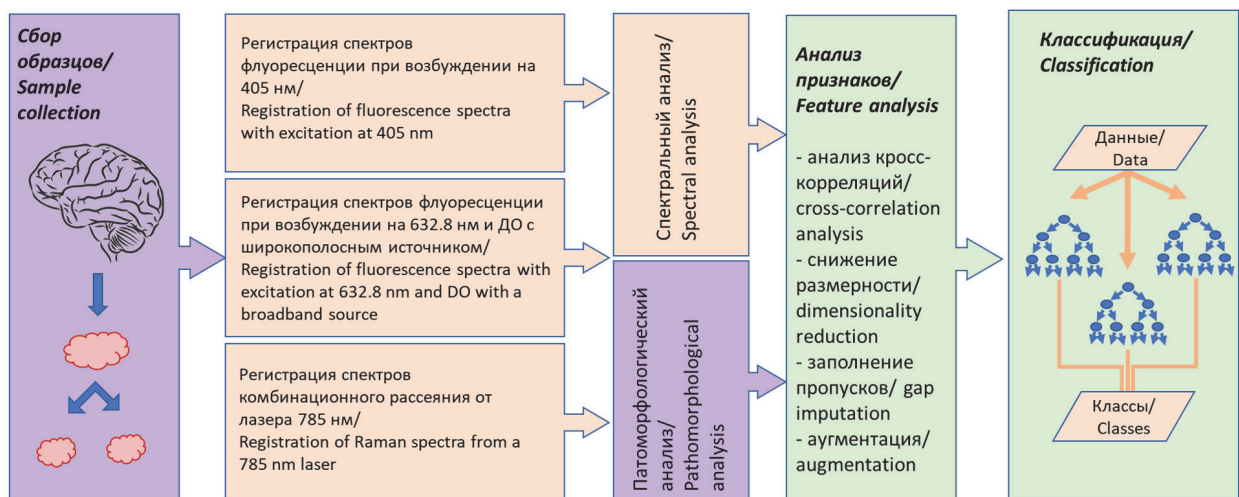 Сбор
образцов/
Sample
collection
Регистрация спектров
флуоресценции при возбуждении на
405 нм/
Registration of fluorescence spectra
with excitation at 405 nm
Регистрация спектров флуоресценции
при возбуждении на 632.8 нм и ДО с
широкополосным источником/
Registration of fluorescence spectra with
excitation at 632.8 nm and DO with a
broadband source
Регистрация спектров
комбинационного рассеяния от
лазера 785 нм/
Registration of Raman spectra from a
785 nm laser
Спектральный анализ/
Spectral analysis
Патоморфологический
анализ/
Pathomorphological
analysis
Анализ
признаков/
Feature analysis
- анализ кросс-
корреляций/
cross-correlation
analysis
- снижение
размерности/
dimensionality
reduction
- заполнение
пропусков/ gap
imputation
- аугментация/
augmentation
Классификация/
Classification
Данные/
Data
Классы/
Classes